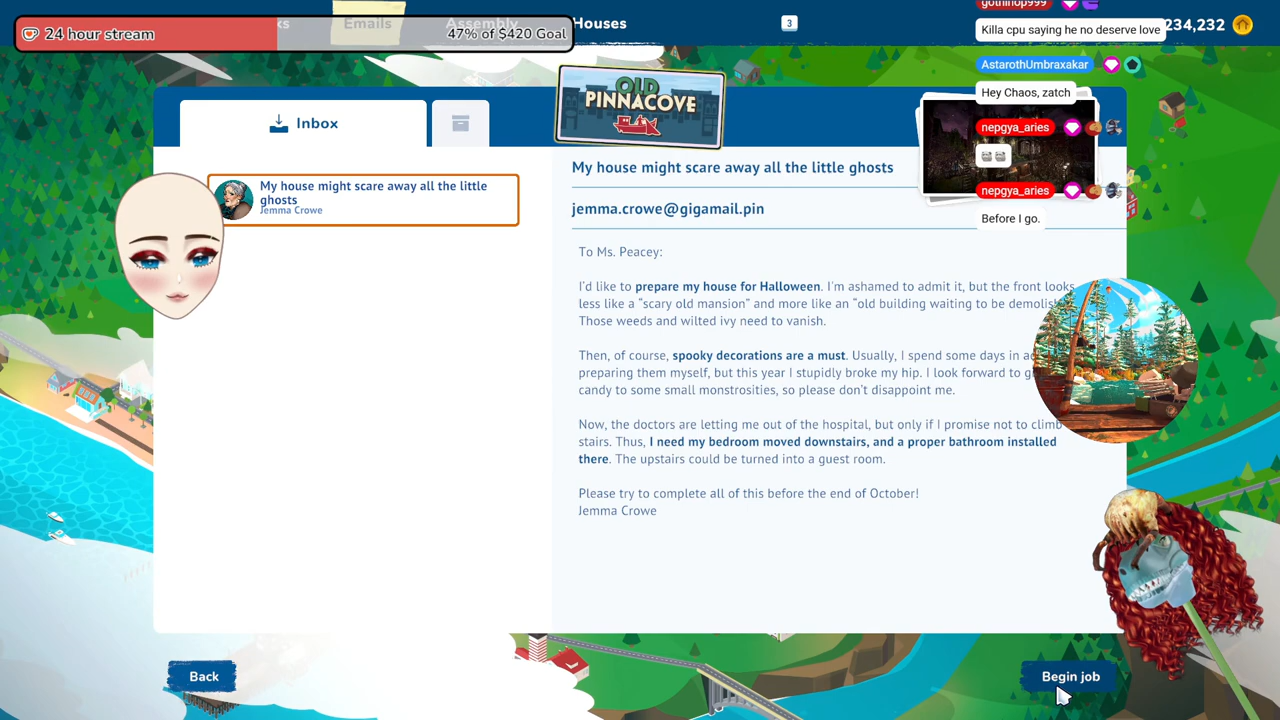 24 hour stream
47% of $420 Goal
Emails
Assembly
Houses
3
234,232
gothihop999
Killa cpu saying he no deserve love
AstarothUmbraxakar
Hey Chaos, zatch
nepgya_aries
nepgya_aries
Before I go.
OLD
PINNACOVE
Inbox
My house might scare away all the little
ghosts
Jemma Crowe
My house might scare away all the little ghosts
jemma.crowe@gigamail.pin
To Ms. Peacey:
I'd like to prepare my house for Halloween. I'm ashamed to admit it, but the front looks
less like a "scary old mansion" and more like an "old building waiting to be
Those weeds and wilted ivy need to vanish.
Then, of course, spooky decorations are a must. Usually, I spend some days in
preparing them myself, but this year I stupidly broke my hip. I look forward to
candy to some small monstrosities, so please don't disappoint me.
Now, the doctors are letting me out of the hospital, but only if I promise not to climb
stairs. Thus, I need my bedroom moved downstairs, and a proper bathroom installed
there. The upstairs could be turned into a guest room.
Please try to complete all of this before the end of October!
Jemma Crowe
Back
Begin job